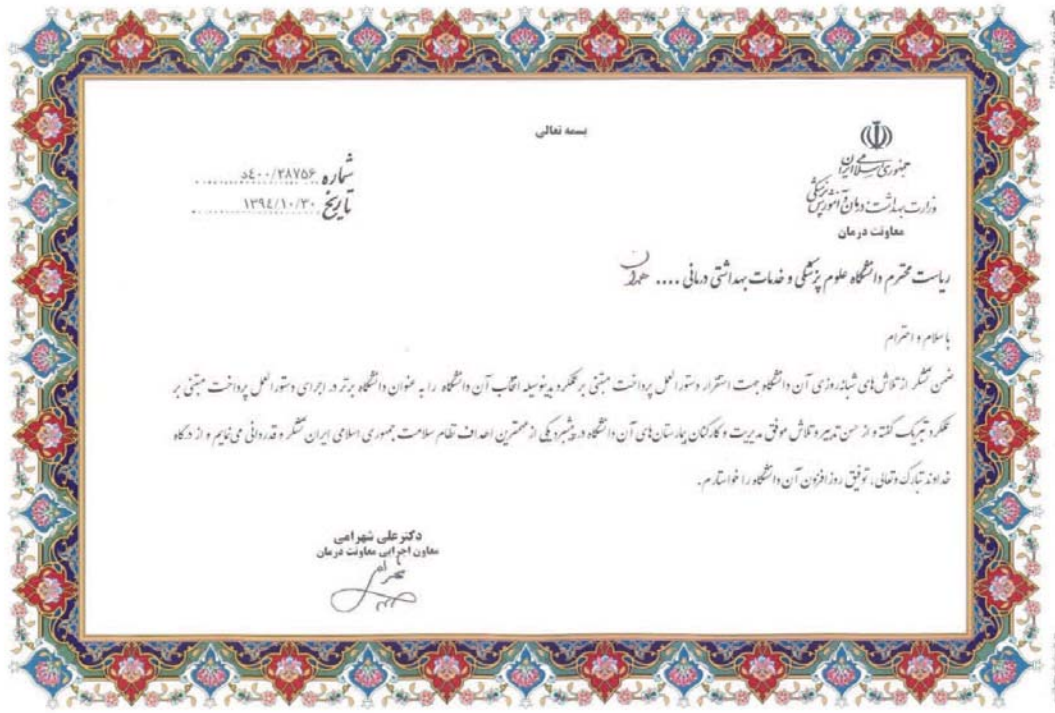 بسمه تعالی
جمهوری اسلامی ایران
وزارت بهداشت، درمان و آموزش پزشکی
معاونت درمان
شماره ۴۰۰/۲۸۷۵۶د
تاریخ ۱۳۹۴/۱۰/۳۰
ریاست محترم دانشگاه علوم پزشکی و خدمات بهداشتی درمانی ....
با سلام و احترام
ضمن تشکر از تلاش های شبانه روزی آن دانشگاه جهت استقرار دستورالعمل پرداخت مبتنی بر عملکرد بدینوسیله انتخاب آن دانشگاه را به عنوان دانشگاه برتر در اجرای دستورالعمل پرداخت مبتنی بر
عملکرد تبریک گفته و از حسن تدبیر و تلاش موفق مدیریت و کارکنان بیمارستان های آن دانشگاه در پیشبرد یکی از مهمترین اهداف نظام سلامت جمهوری اسلامی ایران تشکر و قدردانی می نمایم و از درگاه
خداوند تبارک وتعالی، توفیق روز افزون آن دانشگاه را خواستارم.
دکتر علی شهرامی
معاون اجرایی معاونت درمان